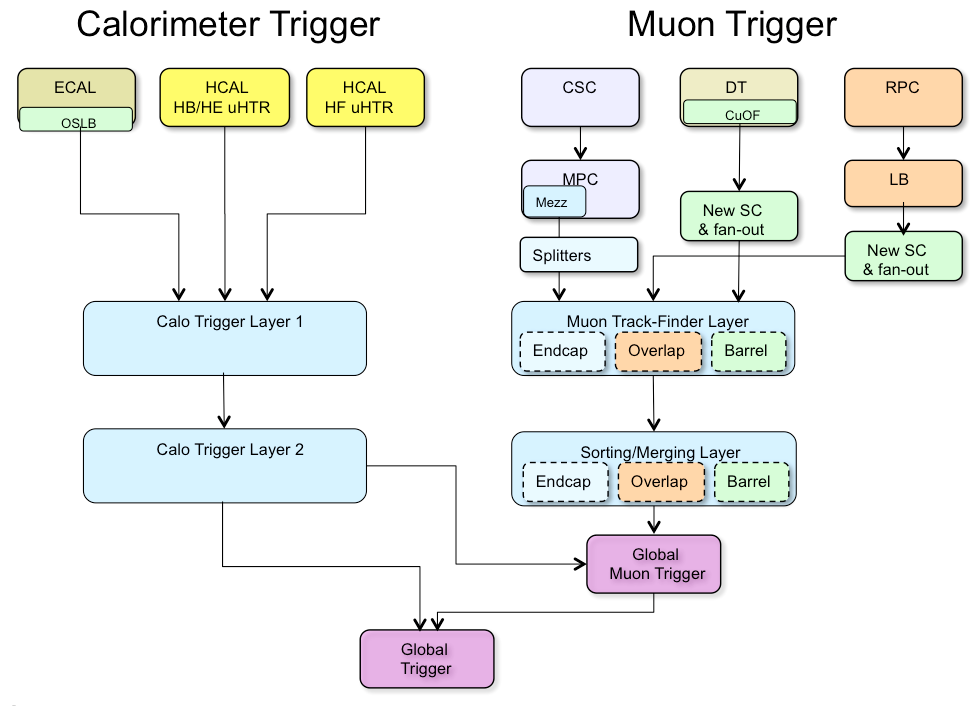 Calorimeter Trigger
Muon Trigger
ECAL
OSLB
HCAL
HB/HE uHTR
HCAL
HF uHTR
CSC
DT
CuOF
RPC
MPC
Mezz
LB
New SC
& fan-out
Splitters
New SC
& fan-out
Calo Trigger Layer 1
Muon Track-Finder Layer
Endcap
Overlap
Barrel
Calo Trigger Layer 2
Sorting/Merging Layer
Endcap
Overlap
Barrel
Global
Muon Trigger
Global
Trigger